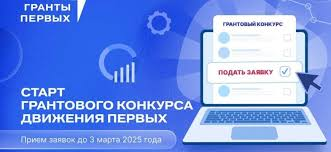 ГРАНТЫ
ПЕРВЫХ
ГРАНТОВЫЙ КОНКУРС
ПОДАТЬ ЗАЯВКУ
СТАРТ
ГРАНТОВОГО КОНКУРСА
ДВИЖЕНИЯ ПЕРВЫХ
Прием заявок до 3 марта 2025 года